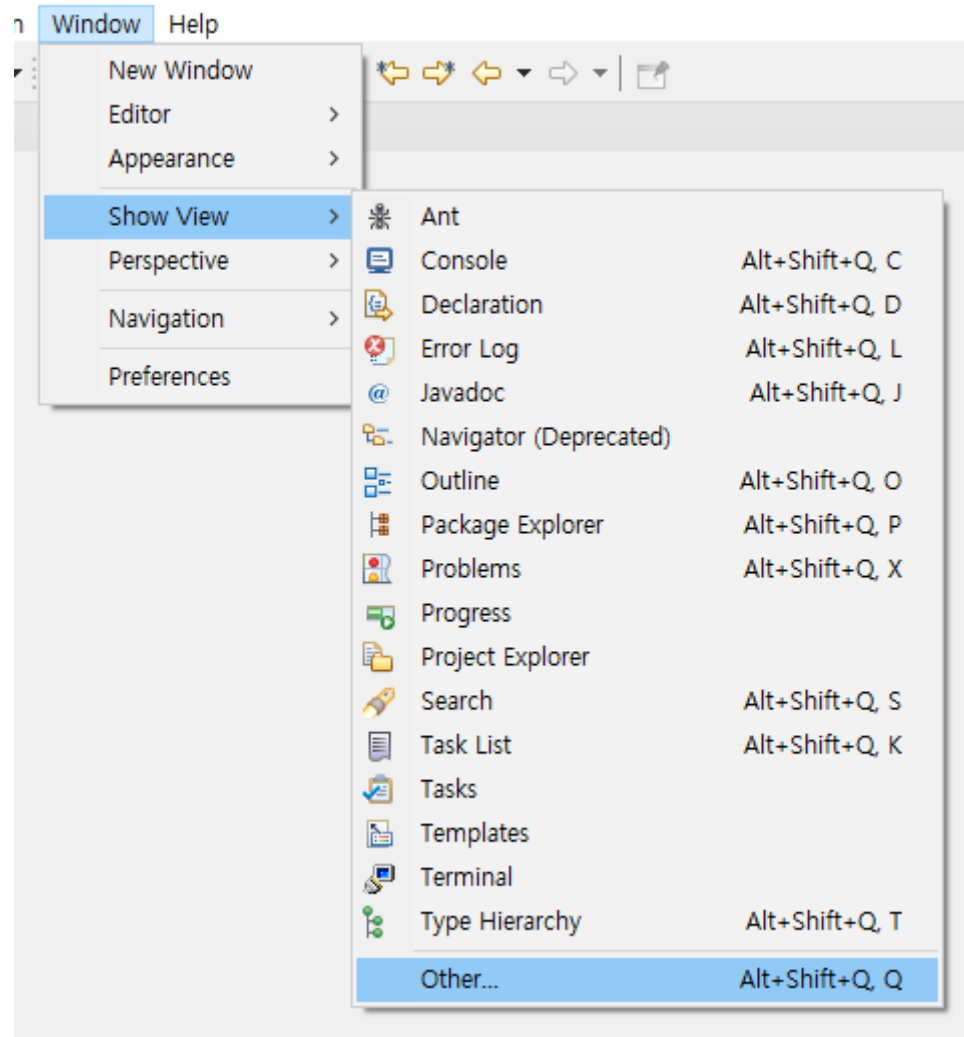 n Window Help
New Window
Editor
Appearance
Show View
Perspective
Navigation
Preferences
Ant
Console Alt+Shift+Q, C
Declaration Alt+Shift+Q, D
Error Log Alt+Shift+Q, L
Javadoc Alt+Shift+Q, J
Navigator (Deprecated)
Outline Alt+Shift+Q, O
Package Explorer Alt+Shift+Q, P
Problems Alt+Shift+Q, X
Progress
Project Explorer
Search Alt+Shift+Q, S
Task List Alt+Shift+Q, K
Tasks
Templates
Terminal
Type Hierarchy Alt+Shift+Q, T
Other... Alt+Shift+Q, Q